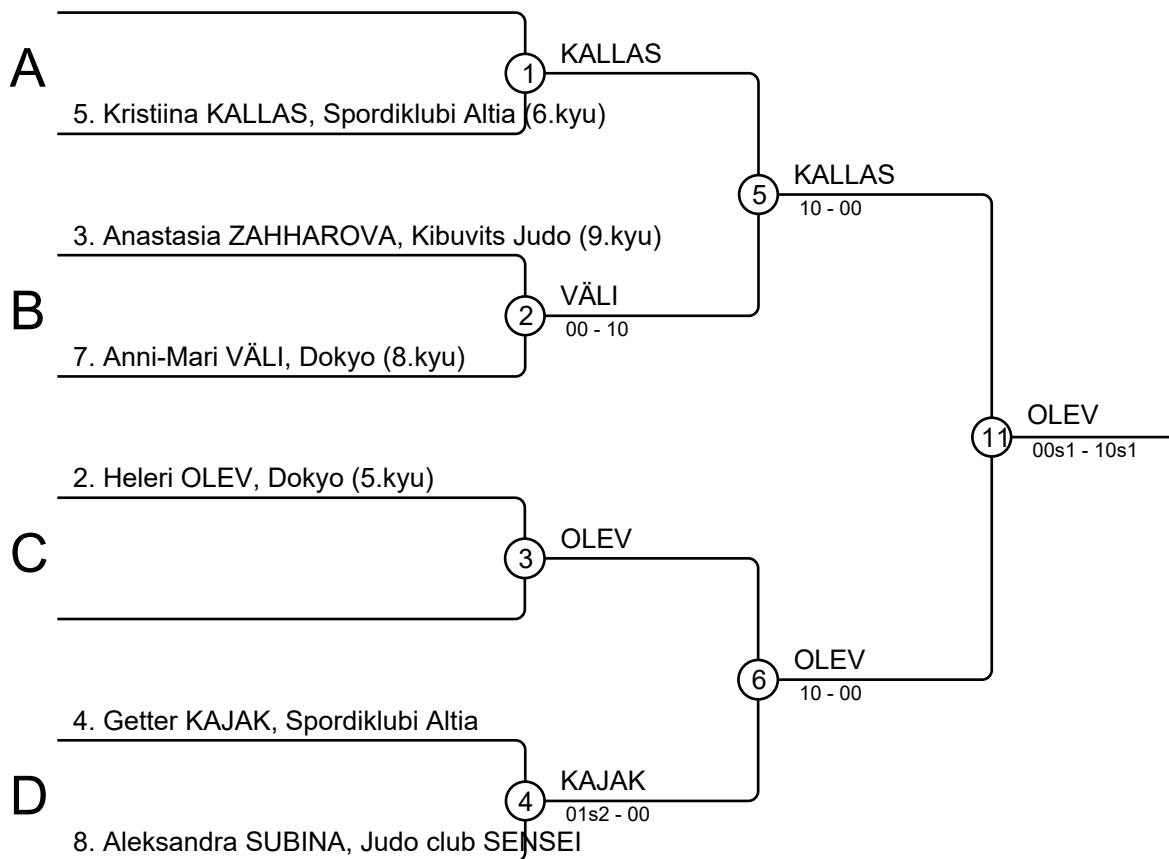 KALLAS
A
1
5. Kristiina KALLAS, Spordiklubi Altia (6.kyu)
KALLAS
5
10 - 00
3. Anastasia ZAHHAROVA, Kibuvits Judo (9.kyu)
VÄLI
B
2
00 - 10
7. Anni-Mari VÄLI, Dokyo (8.kyu)
OLEV
11
00s1 - 10s1
2. Heleri OLEV, Dokyo (5.kyu)
OLEV
C
3
OLEV
6
10 - 00
4. Getter KAJAK, Spordiklubi Altia
KAJAK
D
4
01s2 - 00
8. Aleksandra SUBINA, Judo club SENSEI